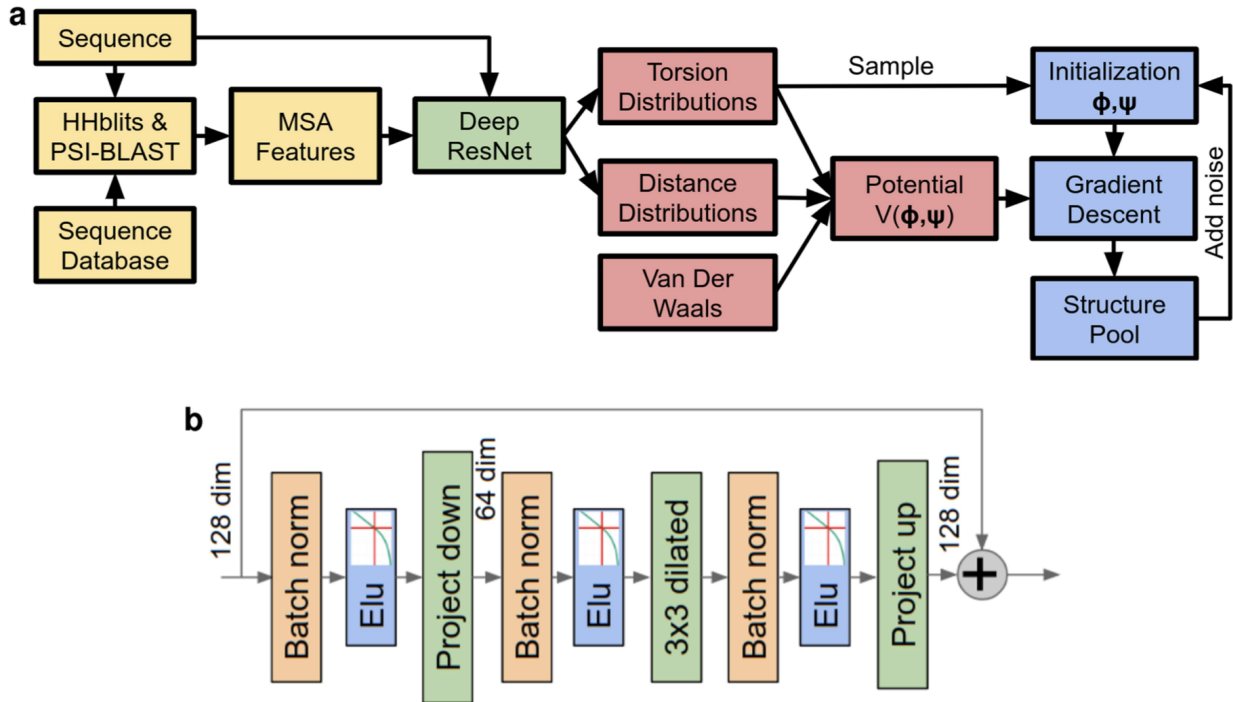 a
Sequence
HHblits &
PSI-BLAST
Sequence
Database
MSA
Features
Deep
ResNet
Torsion
Distributions
Distance
Distributions
Van Der
Waals
Sample
Potential
V(ϕ,ψ)
Initialization
ϕ,ψ
Gradient
Descent
Structure
Pool
Add noise
b
128 dim
Batch norm
Elu
Project down
64 dim
Batch norm
Elu
3x3 dilated
Batch norm
Elu
Project up
128 dim
+